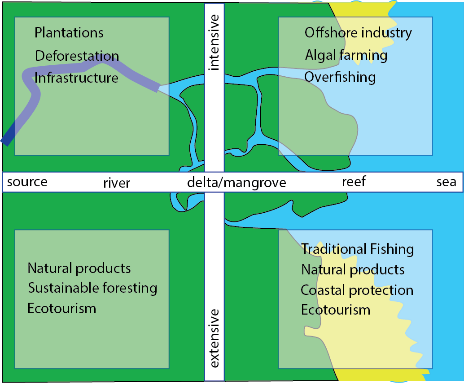 Plantations
Deforestation
Infrastructure
intensive
Offshore industry
Algal farming
Overfishing
source river delta/mangrove reef sea
Natural products
Sustainable foresting
Ecotourism
extensive
Traditional Fishing
Natural products
Coastal protection
Ecotourism